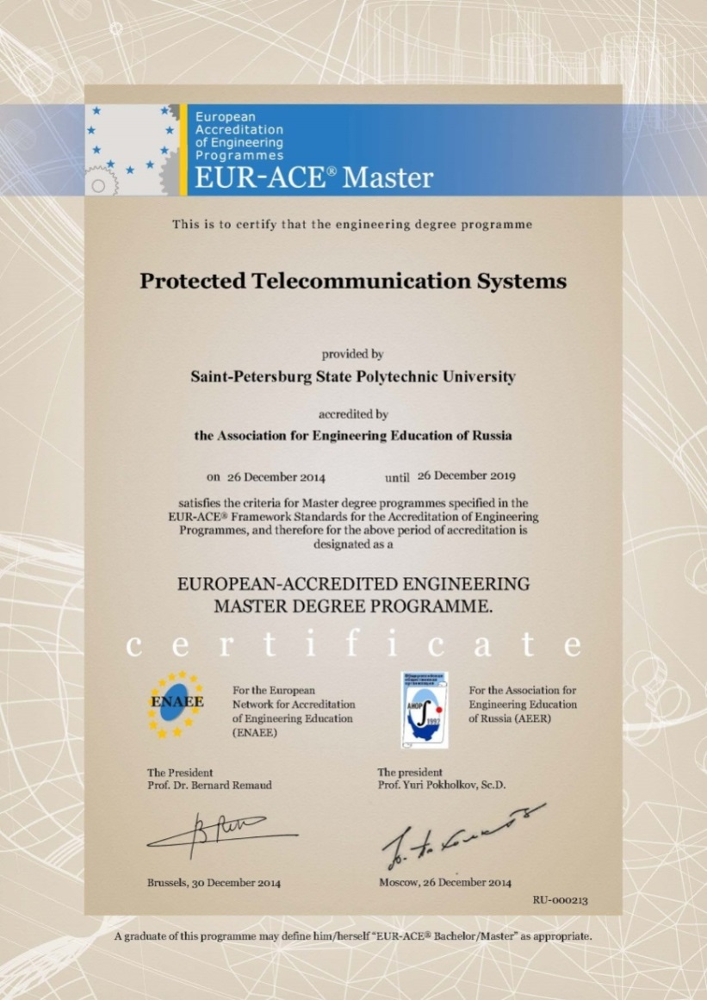 European
Accreditation
of Engineering
Programmes
EUR-ACE® Master
This is to certify that the engineering degree programme
Protected Telecommunication Systems
provided by
Saint-Petersburg State Polytechnic University
accredited by
the Association for Engineering Education of Russia
on 26 December 2014 until 26 December 2019
satisfies the criteria for Master degree programmes specified in the
EUR-ACE® Framework Standards for the Accreditation of Engineering
Programmes, and therefore for the above period of accreditation is
designated as a
EUROPEAN-ACCREDITED ENGINEERING
MASTER DEGREE PROGRAMME.
certificate
ENAEE
For the European
Network for Accreditation
of Engineering Education
(ENAEE)
Общероссийская
общественная
организация
АИОР
1992
For the Association for
Engineering Education
of Russia (AEER)
The President
Prof. Dr. Bernard Remaud
The president
Prof. Yuri Pokholkov, Sc.D.
Brussels, 30 December 2014
Moscow, 26 December 2014
RU-000213
A graduate of this programme may define him/herself “EUR-ACE® Bachelor/Master” as appropriate.